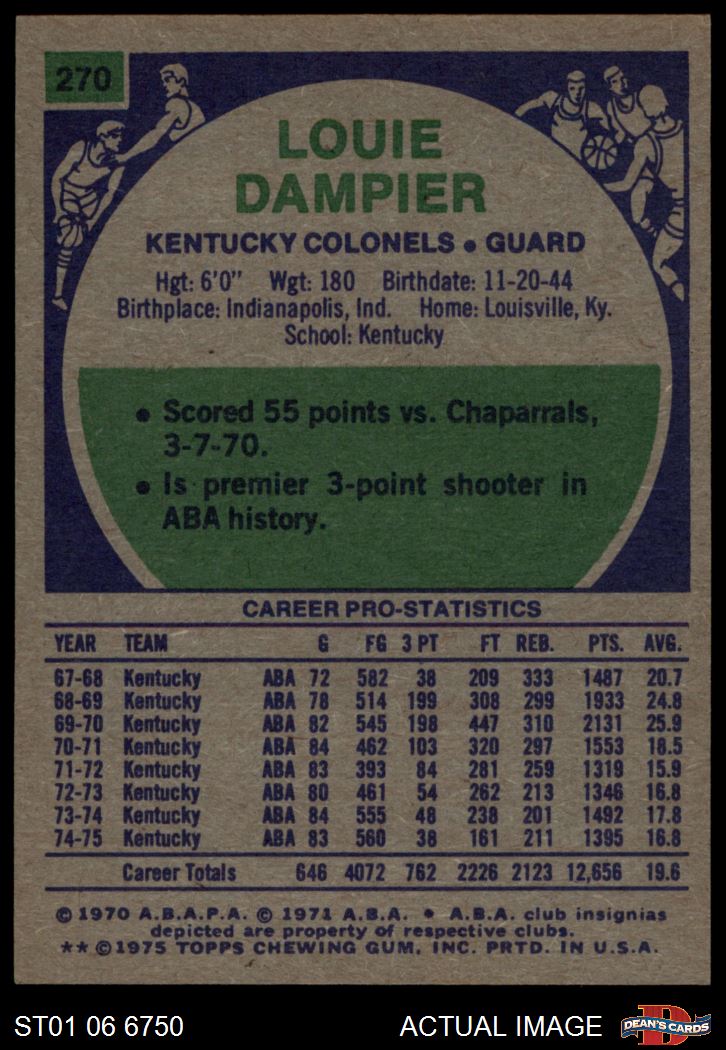 270
LOUIE
DAMPIER
KENTUCKY COLONELS • GUARD
Hgt: 6'0" Wgt: 180 Birthdate: 11-20-44
Birthplace: Indianapolis, Ind. Home: Louisville, Ky.
School: Kentucky
• Scored 55 points vs. Chaparrals,
3-7-70.
• Is premier 3-point shooter in
ABA history.
CAREER PRO-STATISTICS
YEAR TEAM G FG 3 PT FT REB. PTS. AVG.
67-68 Kentucky ABA 72 582 38 209 333 1487 20.7
68-69 Kentucky ABA 78 514 199 308 299 1933 24.8
69-70 Kentucky ABA 82 545 198 447 310 2131 25.9
70-71 Kentucky ABA 84 462 103 320 297 1553 18.5
71-72 Kentucky ABA 83 393 84 281 259 1319 15.9
72-73 Kentucky ABA 80 461 54 262 213 1346 16.8
73-74 Kentucky ABA 84 555 48 238 201 1492 17.8
74-75 Kentucky ABA 83 560 38 161 211 1395 16.8
Career Totals 646 4072 762 2226 2123 12,656 19.6
© 1970 A.B.A.P.A. © 1971 A.B.A. • A.B.A. club insignias
depicted are property of respective clubs.
** © 1975 TOPPS CHEWING GUM, INC. PRTD. IN U.S.A.
ST01 06 6750 ACTUAL IMAGE
D
DEAN'S CARDS